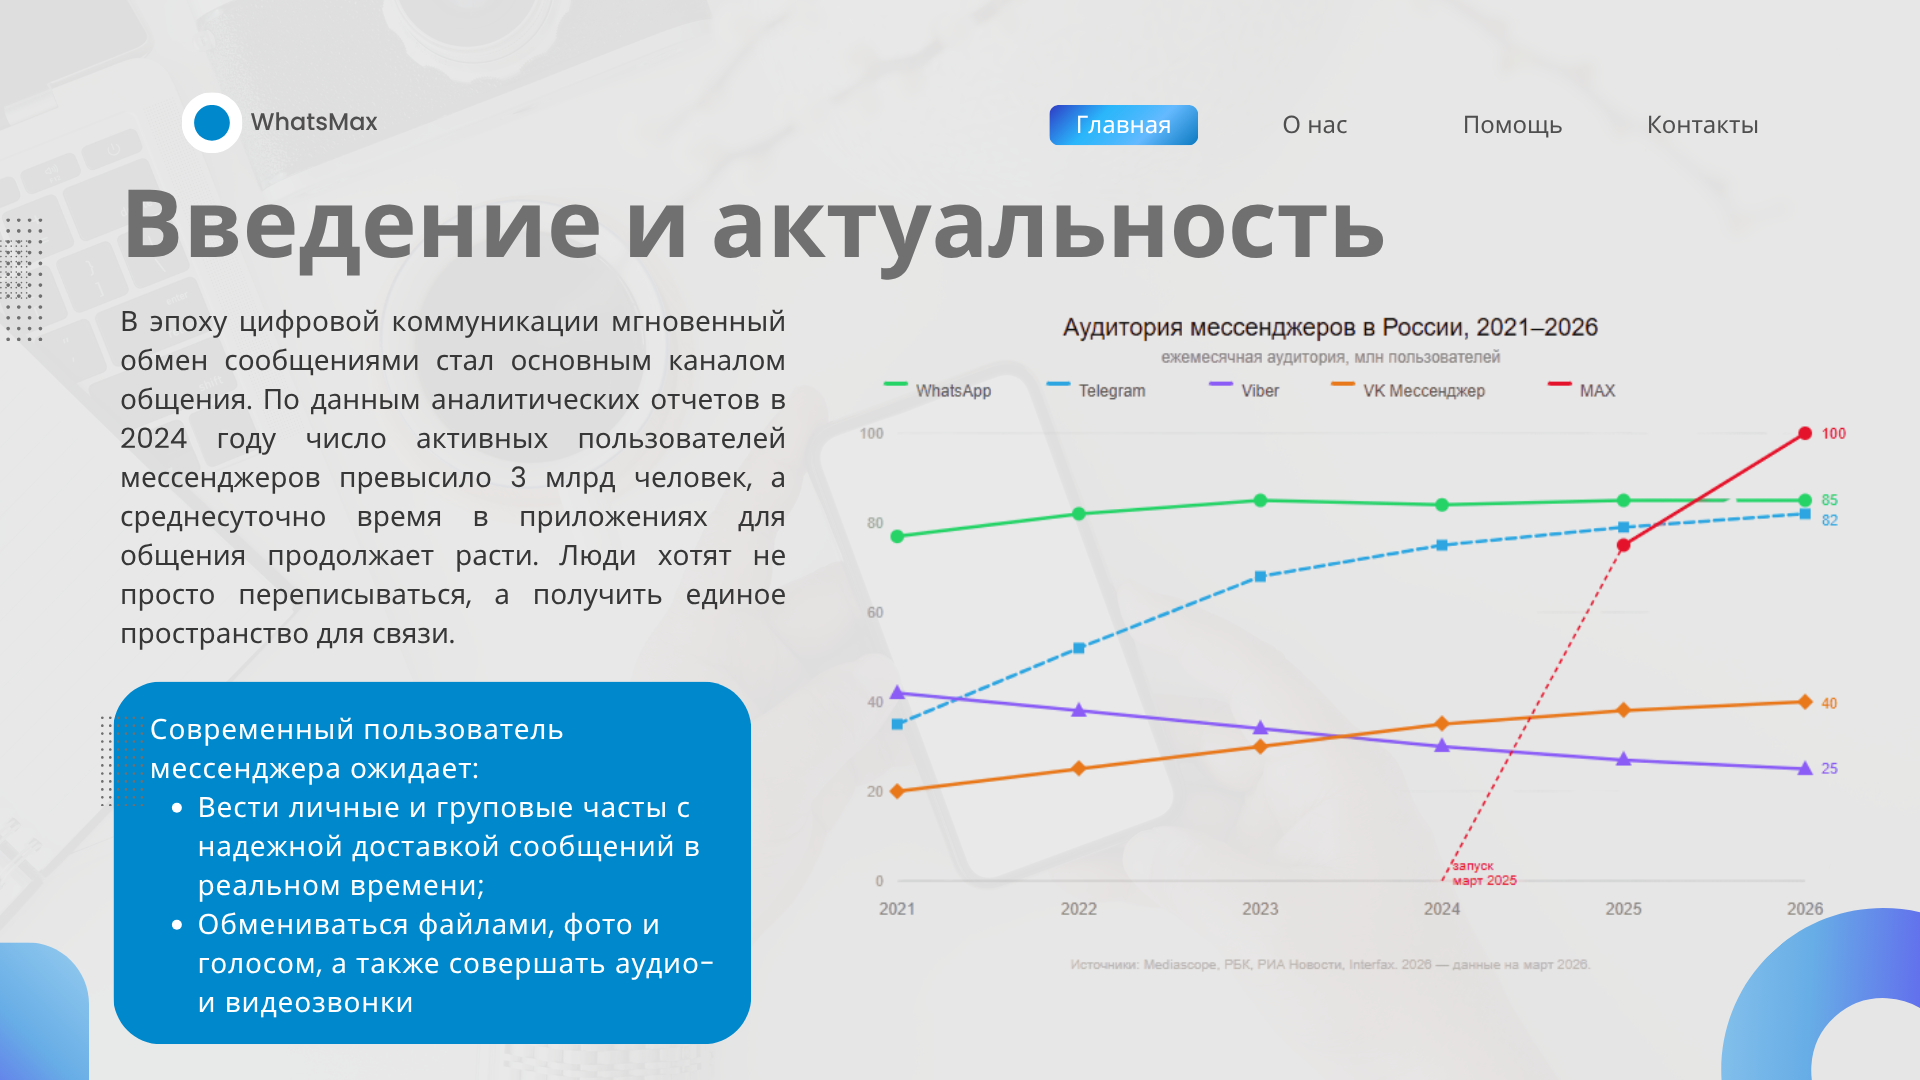 WhatsMax
Главная
О нас
Помощь
Контакты
Введение и актуальность
В эпоху цифровой коммуникации мгновенный
обмен сообщениями стал основным каналом
общения. По данным аналитических отчетов в
2024 году число активных пользователей
мессенджеров превысило 3 млрд человек, а
среднесуточно время в приложениях для
общения продолжает расти. Люди хотят не
просто переписываться, а получить единое
пространство для связи.
Современный пользователь
мессенджера ожидает:
• Вести личные и груповые часты с
надежной доставкой сообщений в
реальном времени;
• Обмениваться файлами, фото и
голосом, а также совершать аудио–
и видеозвонки
Аудитория мессенджеров в России, 2021–2026
ежемесячная аудитория, млн пользователей
WhatsApp
Telegram
Viber
VK Мессенджер
MAX
100
80
60
40
20
0
100
85
82
40
25
запуск
март 2025
2021
2022
2023
2024
2025
2026
Источники: Mediascope, РБК, РИА Новости, Interfax. 2026 — данные на март 2026.